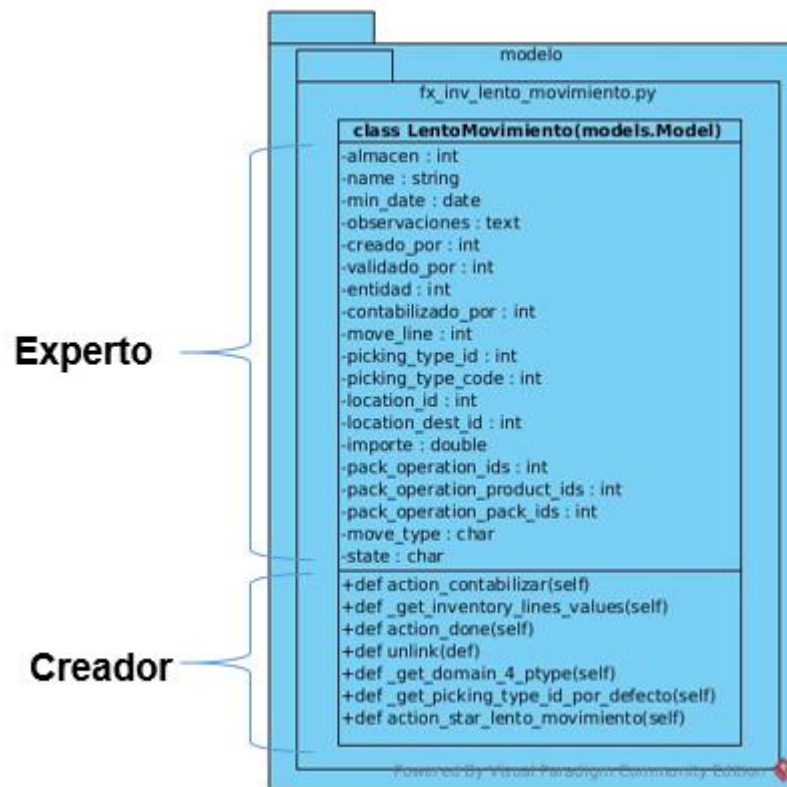 modelo
fx_inv_lento_movimiento.py
class LentoMovimiento(models.Model)
-almacen : int
-name : string
-min_date : date
-observaciones : text
-creado_por : int
-validado_por : int
-entidad : int
-contabilizado_por : int
-move_line : int
Experto
-picking_type_id : int
-picking_type_code : int
-location_id : int
-location_dest_id : int
-importe : double
-pack_operation_ids : int
-pack_operation_product_ids : int
-pack_operation_pack_ids : int
-move_type : char
-state : char
+def action_contabilizar(self)
+def _get_inventory_lines_values(self)
+def action_done(self)
+def unlink(def)
Creador
+def _get_domain_4_ptype(self)
+def _get_picking_type_id_por_defecto(self)
+def action_star_lento_movimiento(self)
Powered By Visual Paradigm Community Edition